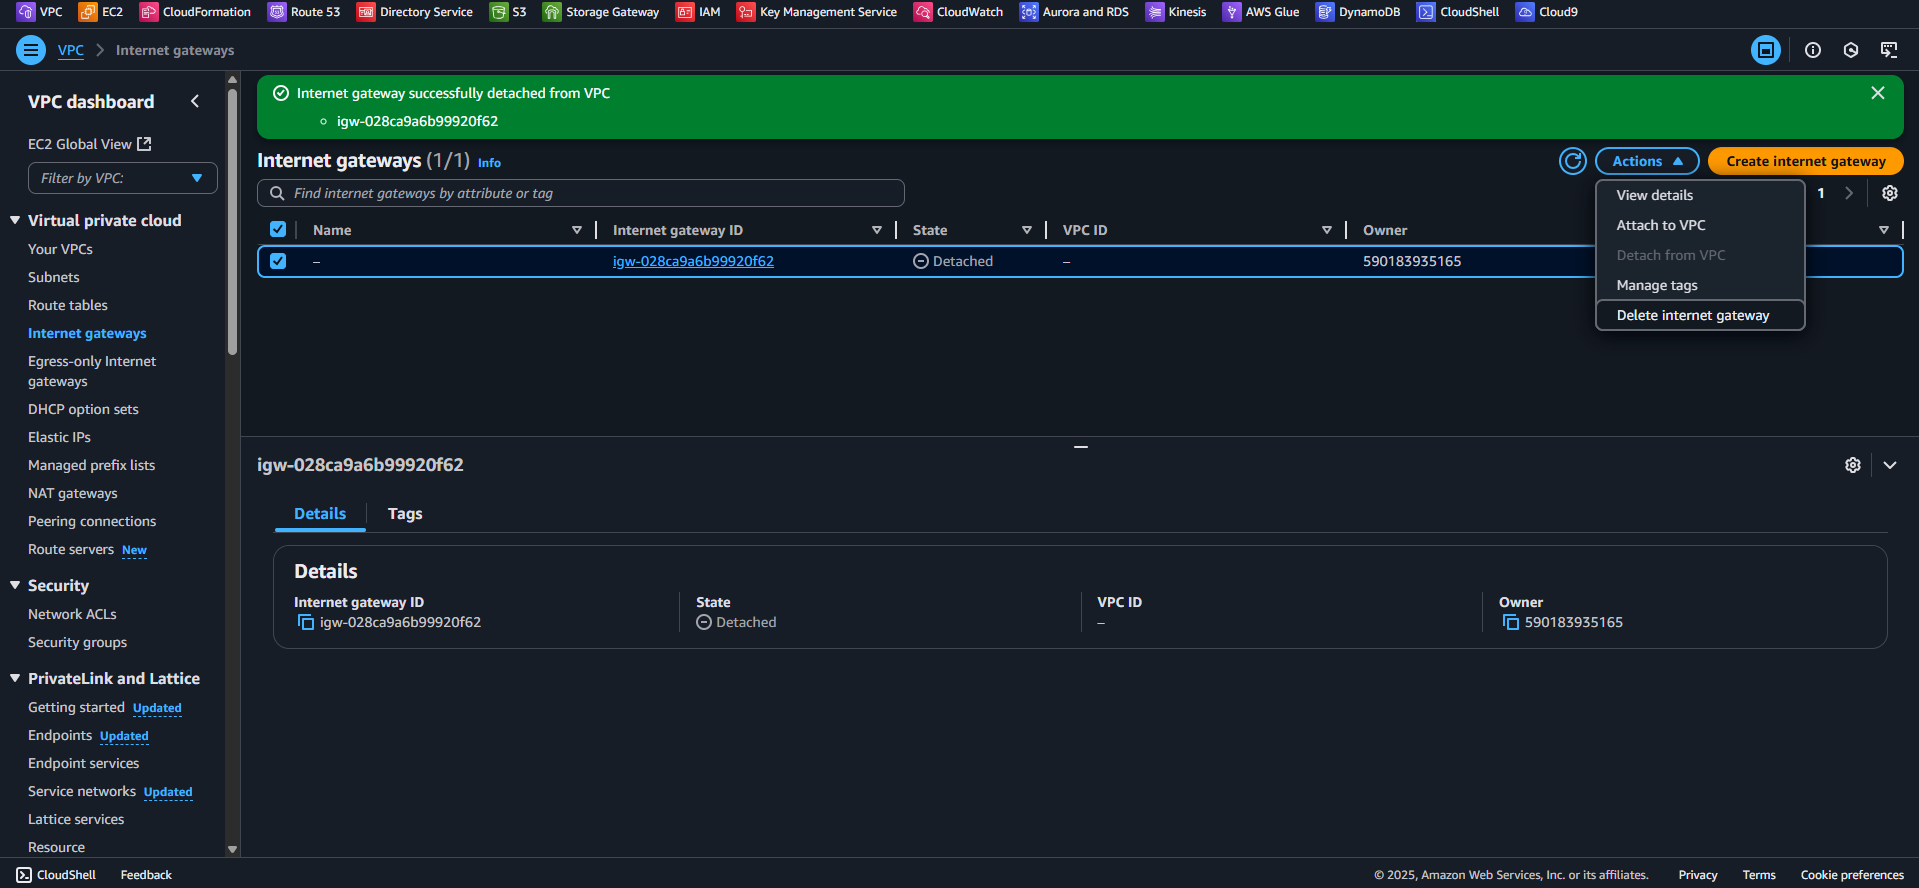 VPC EC2 CloudFormation Route 53 Directory Service S3 Storage Gateway IAM Key Management Service CloudWatch Aurora and RDS Kinesis AWS Glue DynamoDB CloudShell Cloud9
VPC Internet gateways
VPC dashboard
EC2 Global View
Filter by VPC:
Virtual private cloud
Your VPCs
Subnets
Route tables
Internet gateways
Egress-only Internet
gateways
DHCP option sets
Elastic IPs
Managed prefix lists
NAT gateways
Peering connections
Route servers New
Security
Network ACLs
Security groups
PrivateLink and Lattice
Getting started Updated
Endpoints Updated
Endpoint services
Service networks Updated
Lattice services
Resource
Internet gateway successfully detached from VPC
igw-028ca9a6b99920f62
Internet gateways (1/1) Info
Actions
Create internet gateway
Find internet gateways by attribute or tag
1
View details
Attach to VPC
Detach from VPC
Manage tags
Delete internet gateway
Name Internet gateway ID State VPC ID Owner
– igw-028ca9a6b99920f62 Detached – 590183935165
igw-028ca9a6b99920f62
Details Tags
Details
Internet gateway ID State VPC ID Owner
igw-028ca9a6b99920f62 Detached – 590183935165
CloudShell Feedback © 2025, Amazon Web Services, Inc. or its affiliates. Privacy Terms Cookie preferences